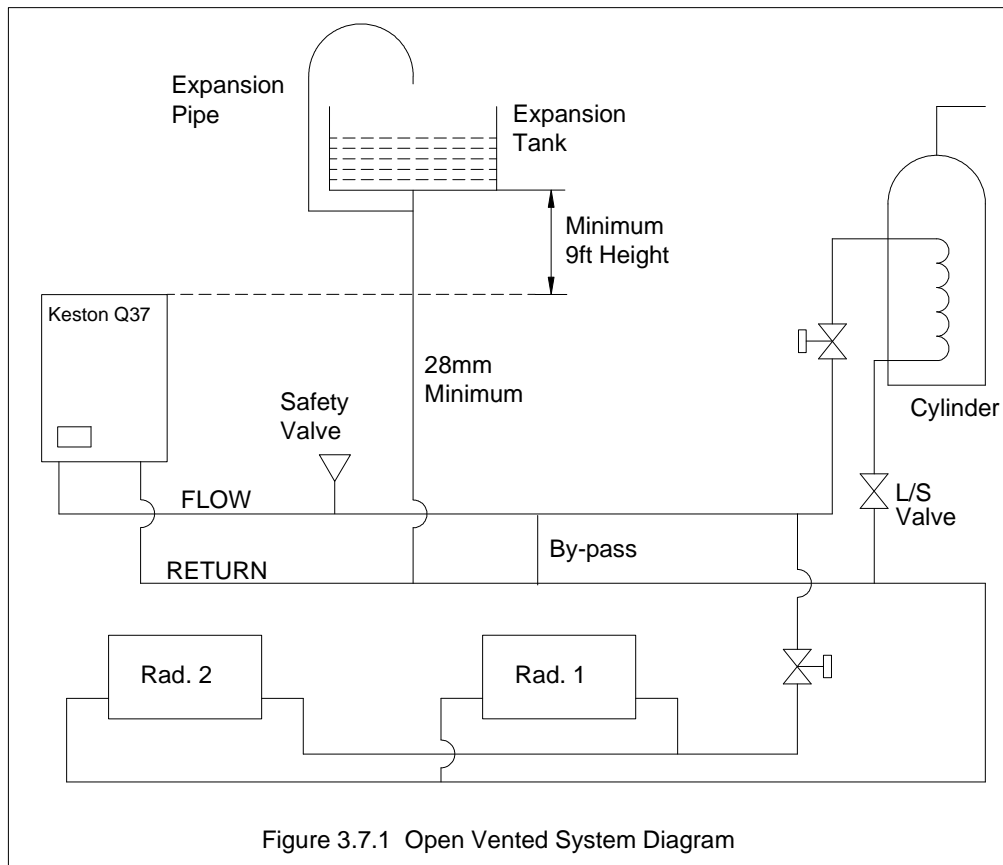 Expansion
Pipe
Expansion
Tank
Minimum
9ft Height
Keston Q37
28mm
Minimum
Safety
Valve
Cylinder
L/S
Valve
FLOW
By-pass
RETURN
Rad. 2
Rad. 1
Figure 3.7.1 Open Vented System Diagram